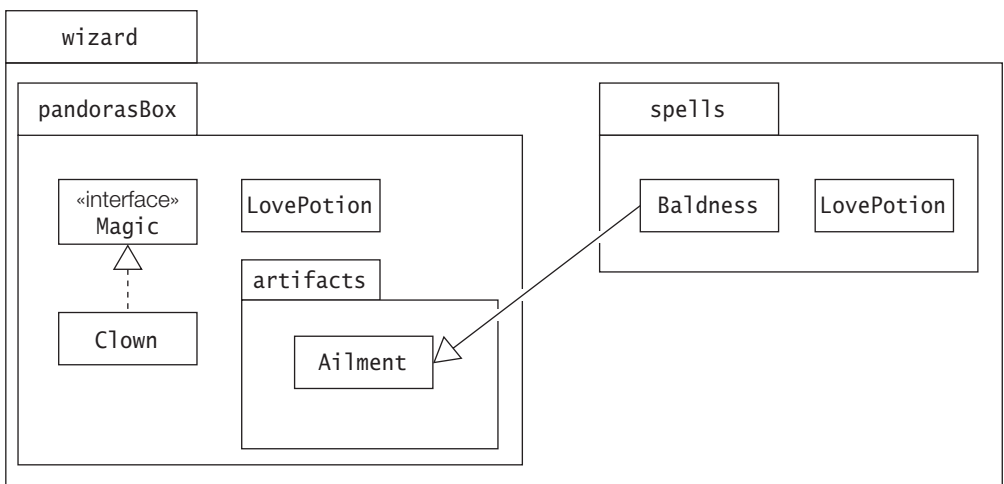 wizard
pandorasBox
«interface»
Magic
LovePotion
Clown
artifacts
Ailment
spells
Baldness
LovePotion